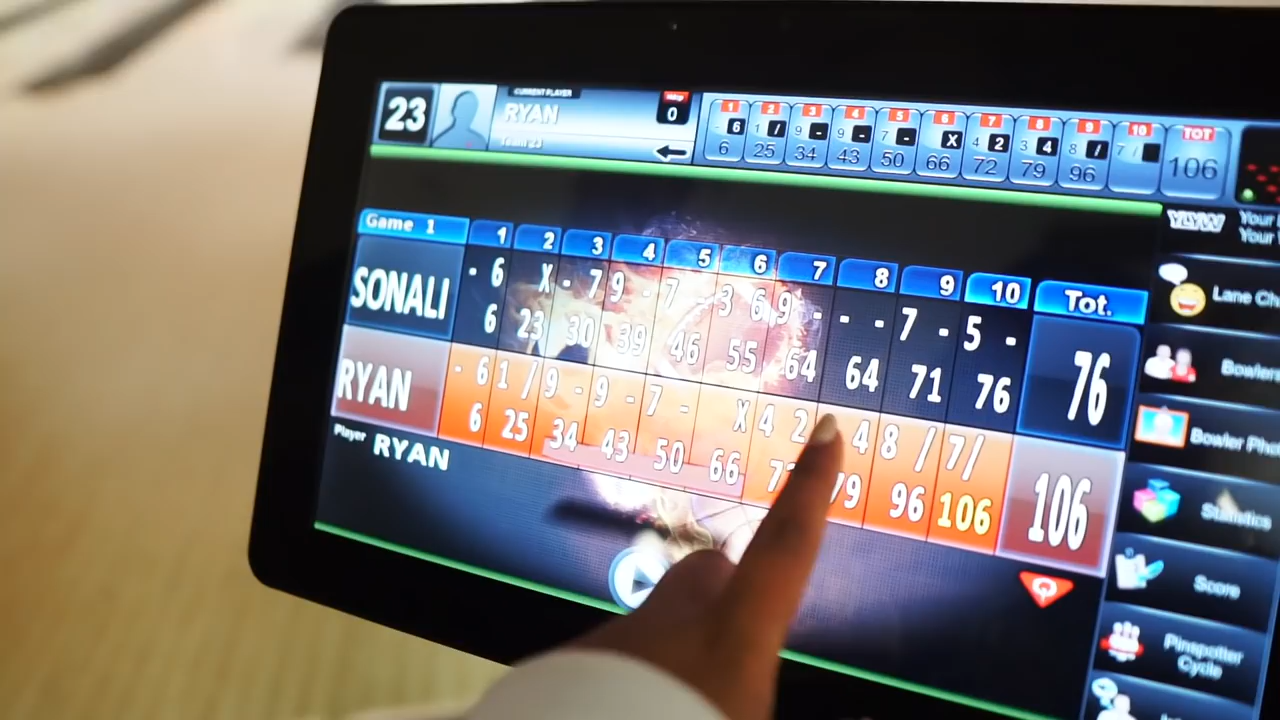 23
CURRENT PLAYER
RYAN
Team 23
0
1 2 3 4 5 6 7 8 9 10 TOT
- 6 1 / 9 - 9 - 7 - X 4 2 3 4 8 / 7 /
6 25 34 43 50 66 72 79 96 106
Game 1 1 2 3 4 5 6 7 8 9 10 Tot.
SONALI - 6 X - 7 9 - 7 - 3 6 9 - - - 7 - 5 -
6 23 30 39 46 55 64 64 71 76 76
RYAN - 6 1 / 9 - 9 - 7 - X 4 2 4 8 / 7 /
6 25 34 43 50 66 7 79 96 106 106
Player RYAN
Your
Your
Lane Ch
Bowlers
Bowler Pho
Statistics
Score
Pinspotter
Cycle